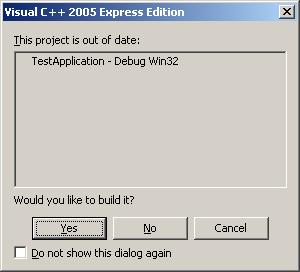 Visual C++ 2005 Express Edition
This project is out of date:
TestApplication - Debug Win32
Would you like to build it?
Yes No Cancel
Do not show this dialog again